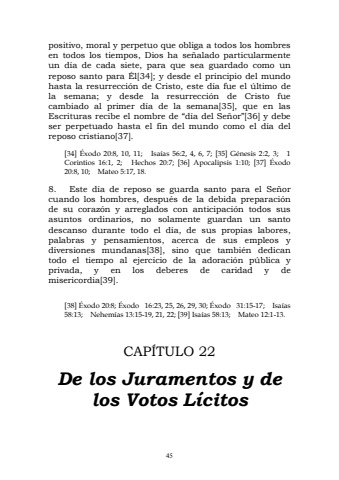 positivo, moral y perpetuo que obliga a todos los hombres
en todos los tiempos, Dios ha señalado particularmente
un día de cada siete, para que sea guardado como un
reposo santo para Él[34]; y desde el principio del mundo
hasta la resurrección de Cristo, este día fue el último de
la semana; y desde la resurrección de Cristo fue
cambiado al primer día de la semana[35], que en las
Escrituras recibe el nombre de “día del Señor”[36] y debe
ser perpetuado hasta el fin del mundo como el día del
reposo cristiano[37].
[34] Éxodo 20:8, 10, 11; Isaías 56:2, 4, 6, 7; [35] Génesis 2:2, 3; 1
Corintios 16:1, 2; Hechos 20:7; [36] Apocalipsis 1:10; [37] Éxodo
20:8, 10; Mateo 5:17, 18.
8. Este día de reposo se guarda santo para el Señor
cuando los hombres, después de la debida preparación
de su corazón y arreglados con anticipación todos sus
asuntos ordinarios, no solamente guardan un santo
descanso durante todo el día, de sus propias labores,
palabras y pensamientos, acerca de sus empleos y
diversiones mundanas[38], sino que también dedican
todo el tiempo al ejercicio de la adoración pública y
privada, y en los deberes de caridad y de
misericordia[39].
[38] Éxodo 20:8; Éxodo 16:23, 25, 26, 29, 30; Éxodo 31:15-17; Isaías
58:13; Nehemías 13:15-19, 21, 22; [39] Isaías 58:13; Mateo 12:1-13.
CAPÍTULO 22
De los Juramentos y de
los Votos Lícitos
45